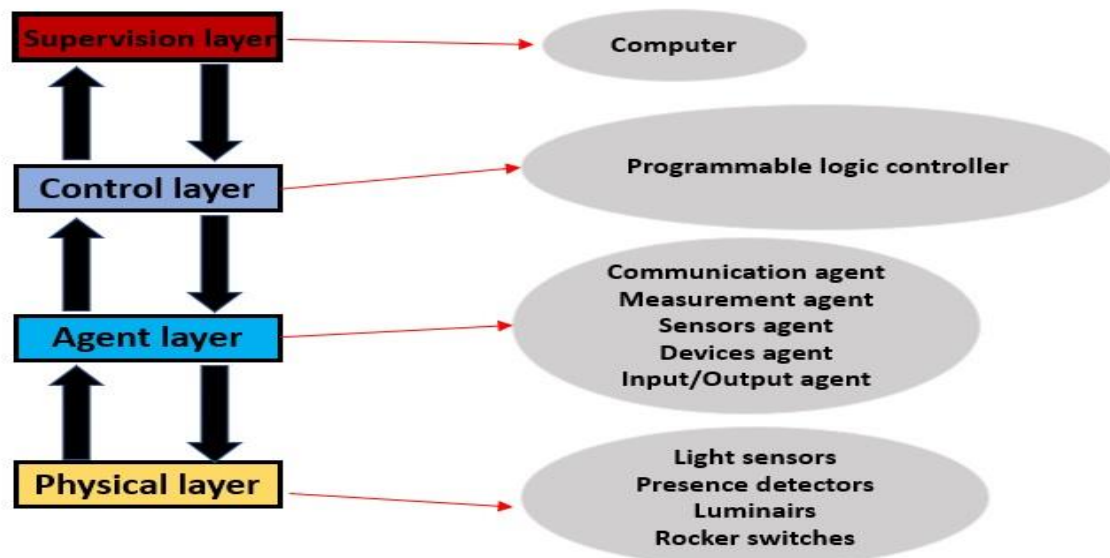 Supervision layer
Computer
Control layer
Programmable logic controller
Agent layer
Communication agent
Measurement agent
Sensors agent
Devices agent
Input/Output agent
Physical layer
Light sensors
Presence detectors
Luminairs
Rocker switches